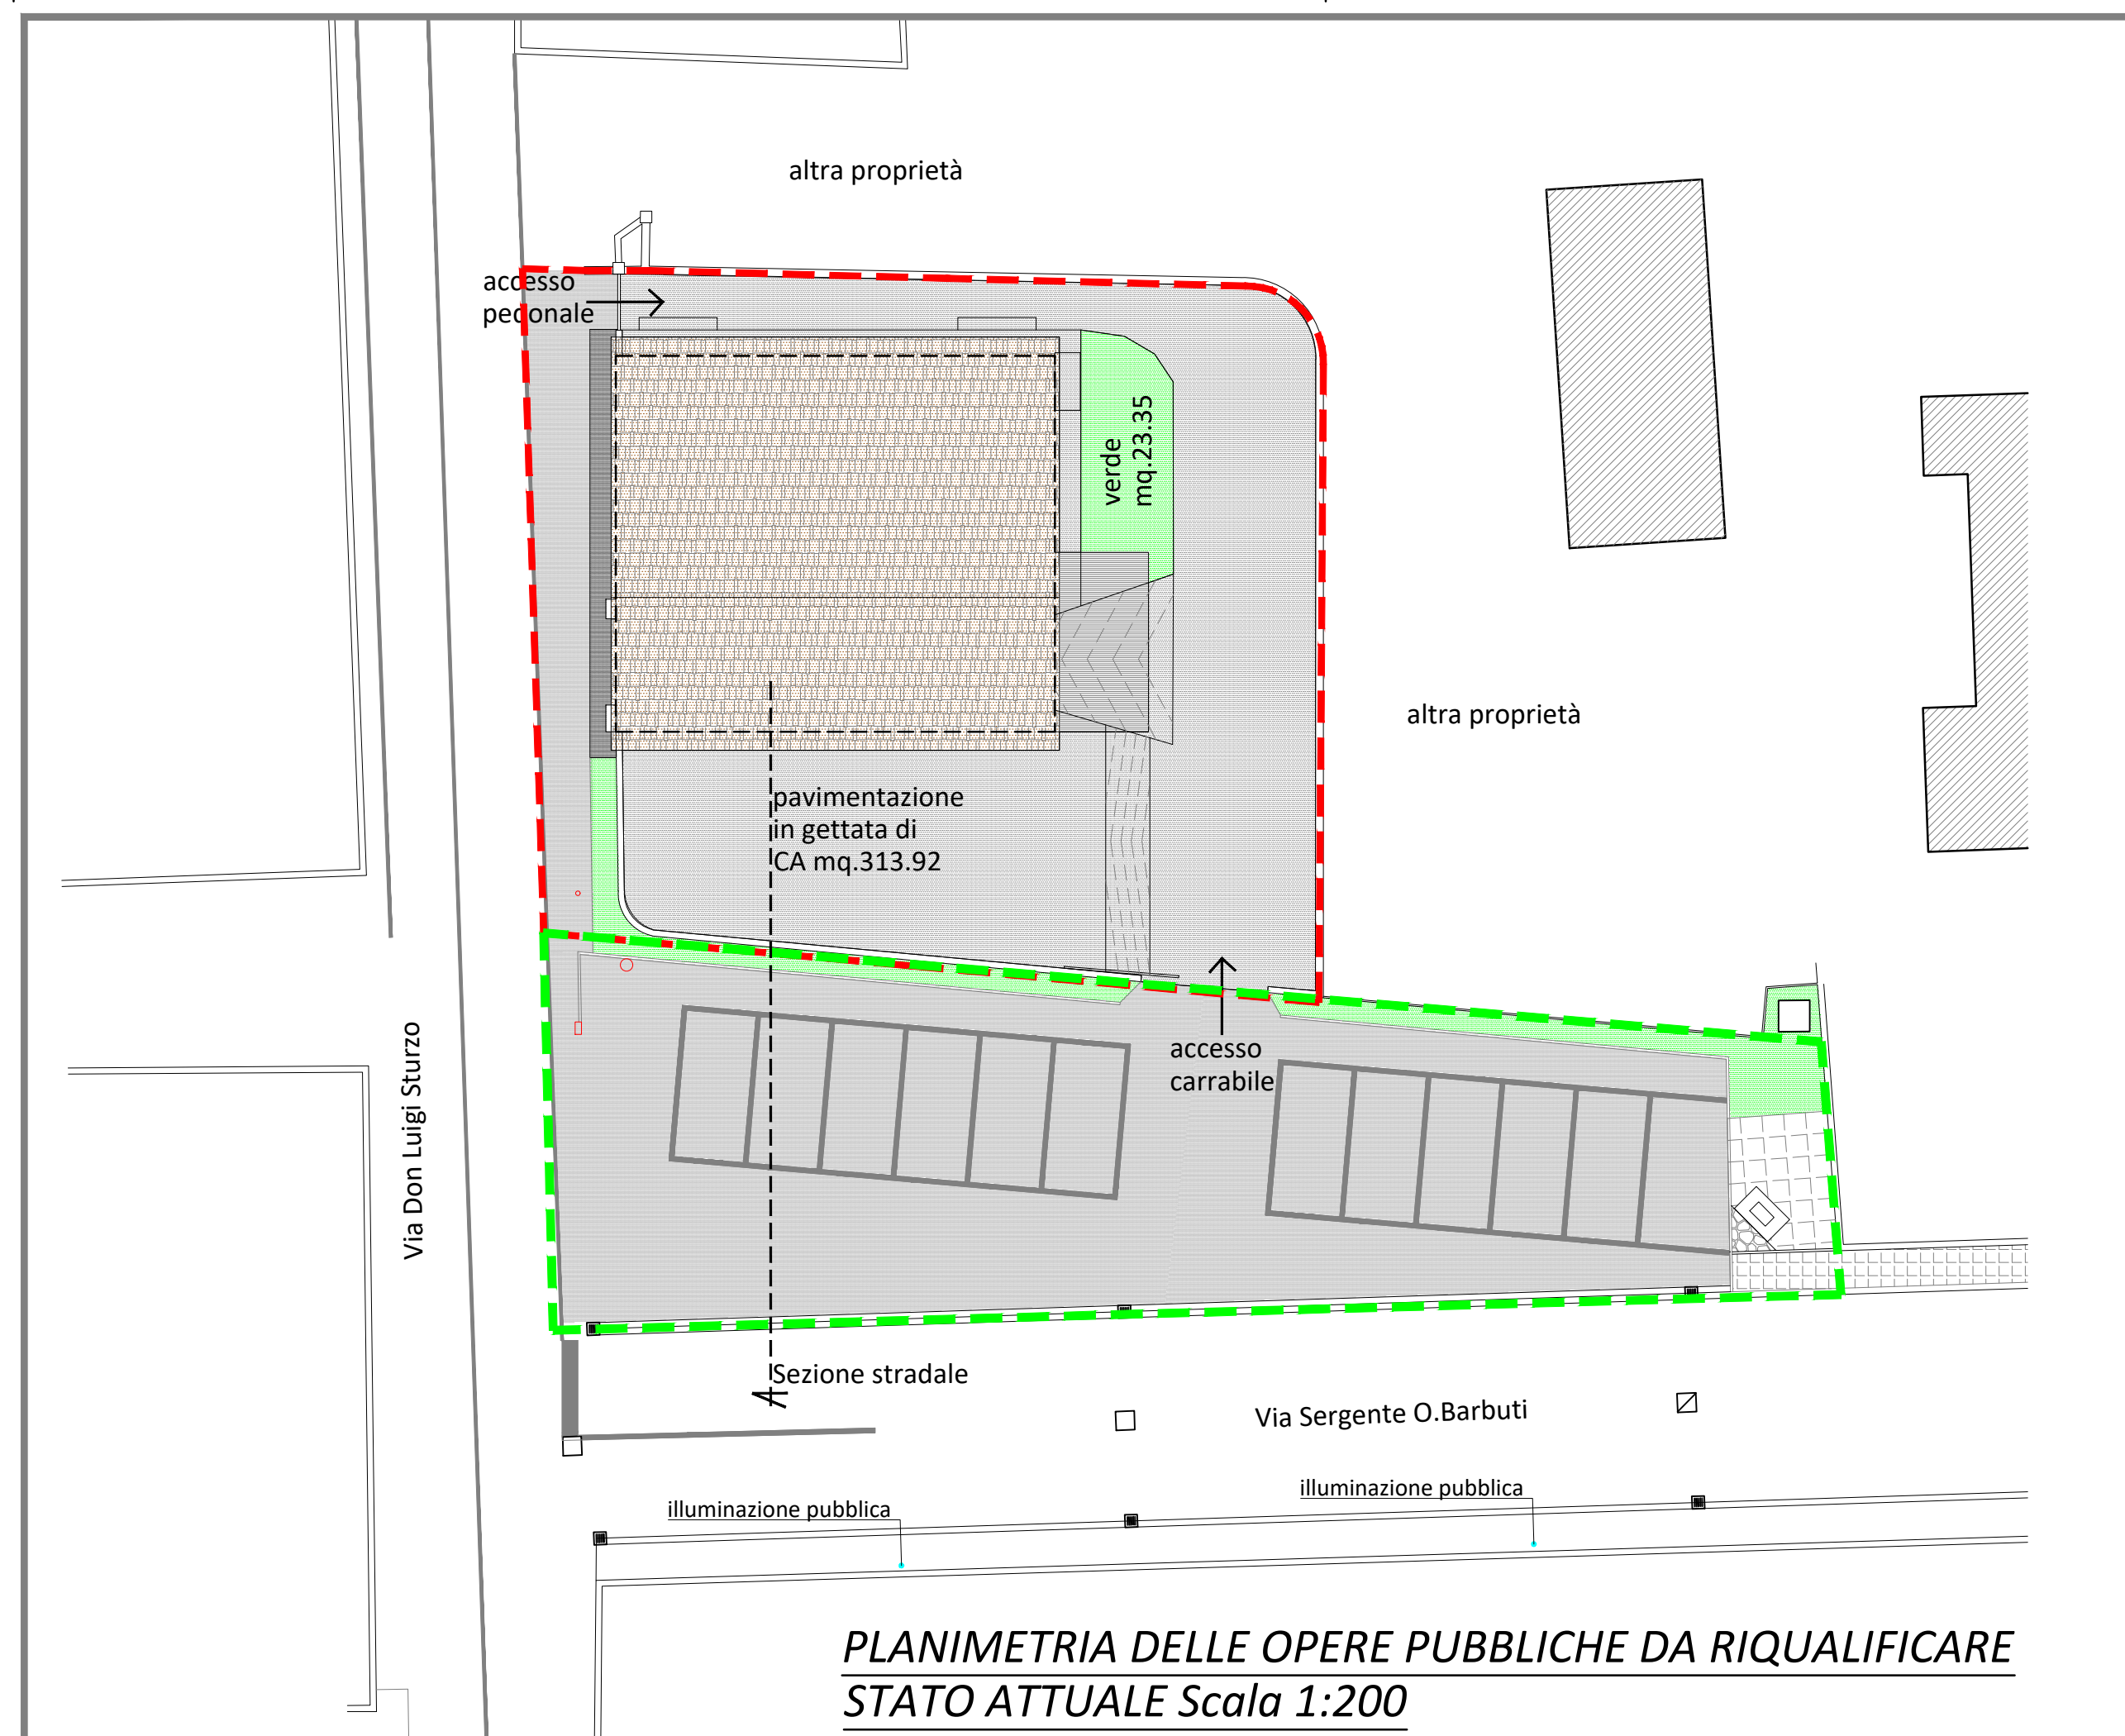 altra proprietà
accesso
pedonale
verde
mq.23.35
altra proprietà
pavimentazione
in gettata di
CA mq.313.92
accesso
carrabile
Via Don Luigi Sturzo
Sezione stradale
Via Sergente O.Barbuti
illuminazione pubblica
illuminazione pubblica
PLANIMETRIA DELLE OPERE PUBBLICHE DA RIQUALIFICARE
STATO ATTUALE Scala 1:200